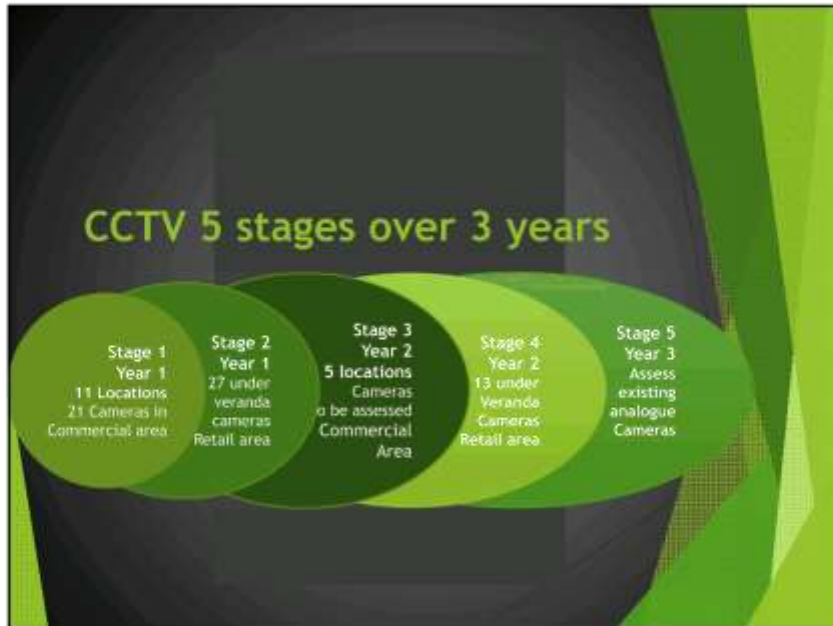 CCTV 5 stages over 3 years
Stage 1
Year 1
11 Locations
21 Cameras in
Commercial area
Stage 2
Year 1
27 under
veranda
cameras
Retail area
Stage 3
Year 2
5 locations
Cameras
o be assessed
Commercial
Area
Stage 4
Year 2
13 under
Veranda
Cameras
Retail area
Stage 5
Year 3
Assess
existing
analogue
Cameras